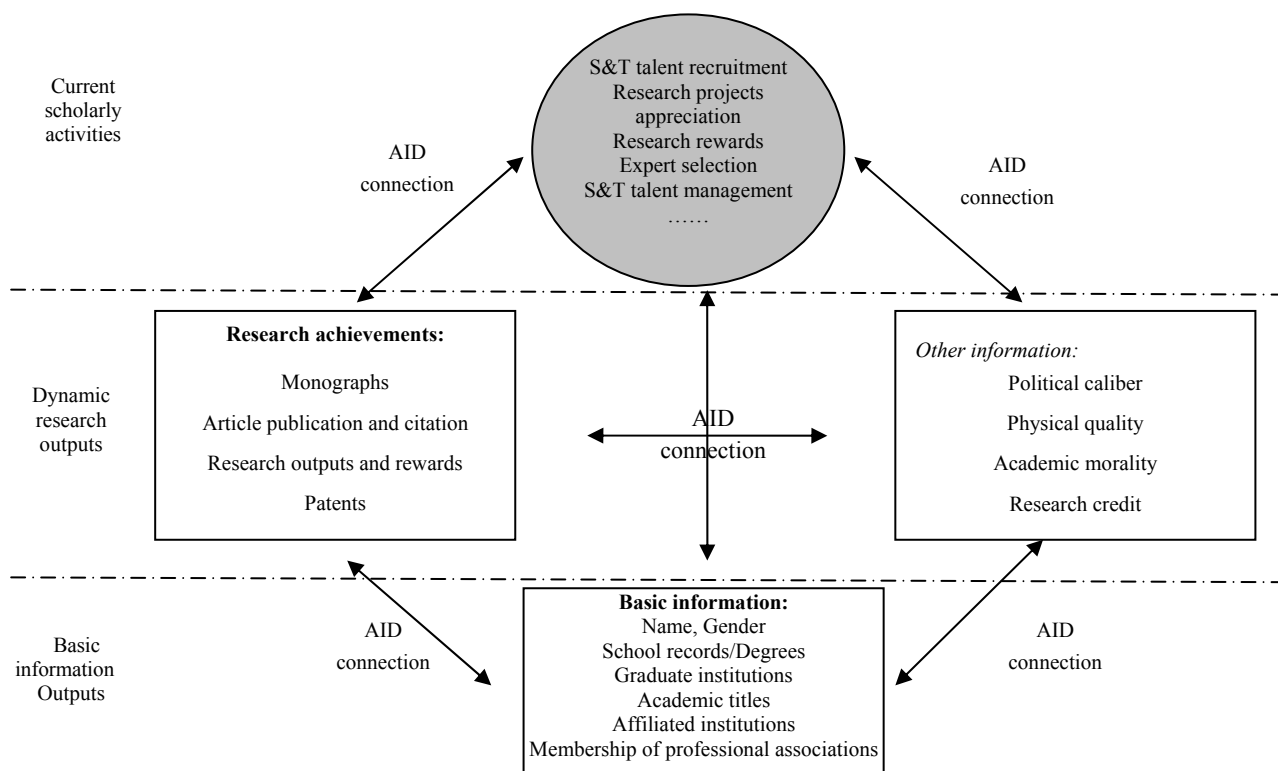 Current
scholarly
activities
S&T talent recruitment
Research projects
appreciation
Research rewards
Expert selection
S&T talent management
……
AID
connection
AID
connection
Dynamic
research
outputs
Research achievements:
Monographs
Article publication and citation
Research outputs and rewards
Patents
AID
connection
Other information:
Political caliber
Physical quality
Academic morality
Research credit
Basic
information
Outputs
AID
connection
Basic information:
Name, Gender
School records/Degrees
Graduate institutions
Academic titles
Affiliated institutions
Membership of professional associations
AID
connection